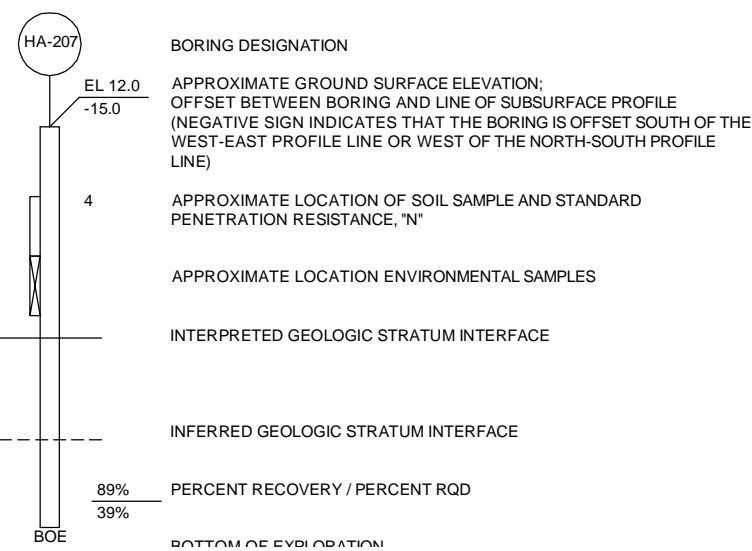 HA-207
BORING DESIGNATION
EL 12.0
-15.0
APPROXIMATE GROUND SURFACE ELEVATION;
OFFSET BETWEEN BORING AND LINE OF SUBSURFACE PROFILE
(NEGATIVE SIGN INDICATES THAT THE BORING IS OFFSET SOUTH OF THE
WEST-EAST PROFILE LINE OR WEST OF THE NORTH-SOUTH PROFILE
LINE)
4
APPROXIMATE LOCATION OF SOIL SAMPLE AND STANDARD
PENETRATION RESISTANCE, "N"
APPROXIMATE LOCATION ENVIRONMENTAL SAMPLES
INTERPRETED GEOLOGIC STRATUM INTERFACE
INFERRED GEOLOGIC STRATUM INTERFACE
89%
39%
PERCENT RECOVERY / PERCENT RQD
BOE
BOTTOM OF EXPLORATION